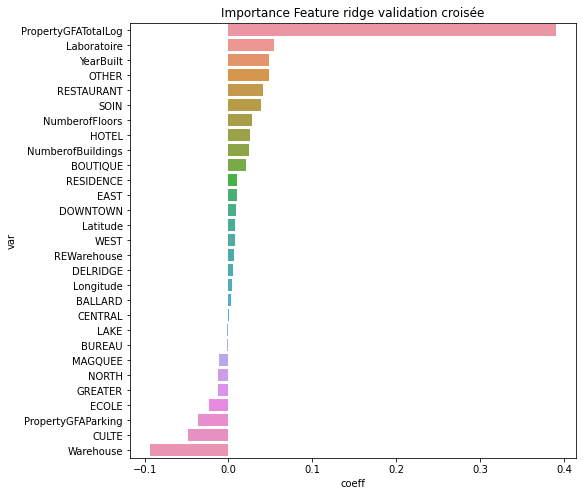 Importance Feature ridge validation croisée
PropertyGFATotalLog
Laboratoire
YearBuilt
OTHER
RESTAURANT
SOIN
NumberofFloors
HOTEL
NumberofBuildings
BOUTIQUE
RESIDENCE
EAST
DOWNTOWN
Latitude
WEST
REWarehouse
DELRIDGE
Longitude
BALLARD
CENTRAL
LAKE
BUREAU
MAGQUEE
NORTH
GREATER
ECOLE
PropertyGFAParking
CULTE
Warehouse
var
−0.1 0.0 0.1 0.2 0.3 0.4
coeff